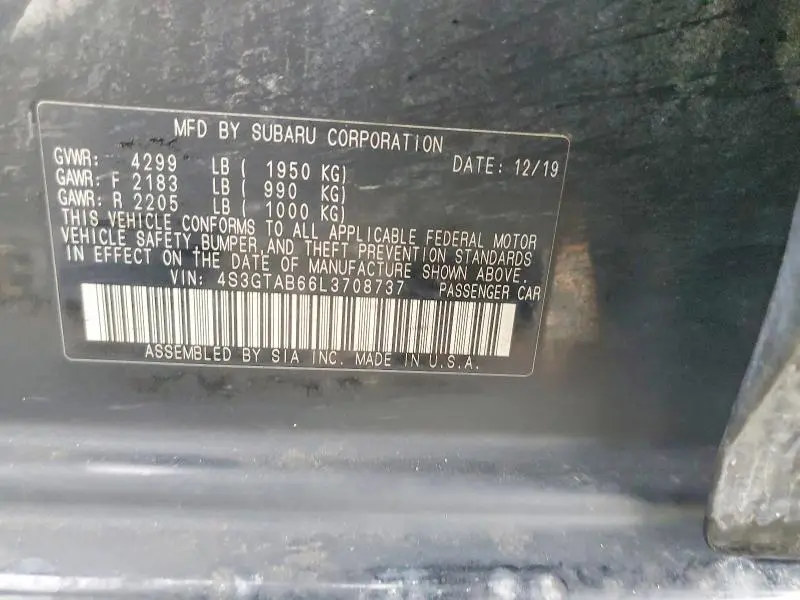 MFD BY SUBARU CORPORATION
GVWR: 4299 LB ( 1950 KG) DATE: 12/19
GAWR: F 2183 LB ( 990 KG)
GAWR: R 2205 LB ( 1000 KG)
THIS VEHICLE CONFORMS TO ALL APPLICABLE FEDERAL MOTOR
VEHICLE SAFETY, BUMPER, AND THEFT PREVENTION STANDARDS
IN EFFECT ON THE DATE OF MANUFACTURE SHOWN ABOVE.
VIN: 4S3GTAB66L3708737 PASSENGER CAR
ASSEMBLED BY SIA INC. MADE IN U.S.A.